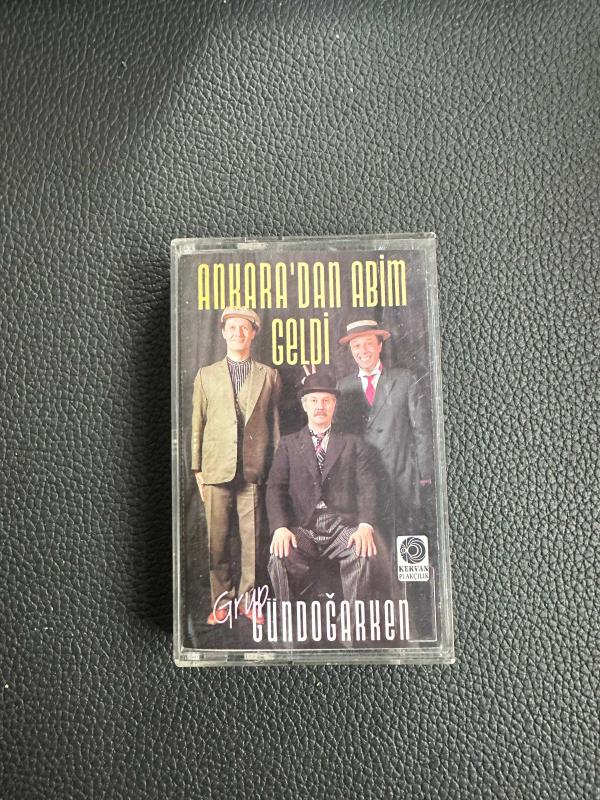 ANKARA'DAN ABİM
GELDİ
KERVAN
PLAKÇILIK
Grup
GÜNDOĞARKEN